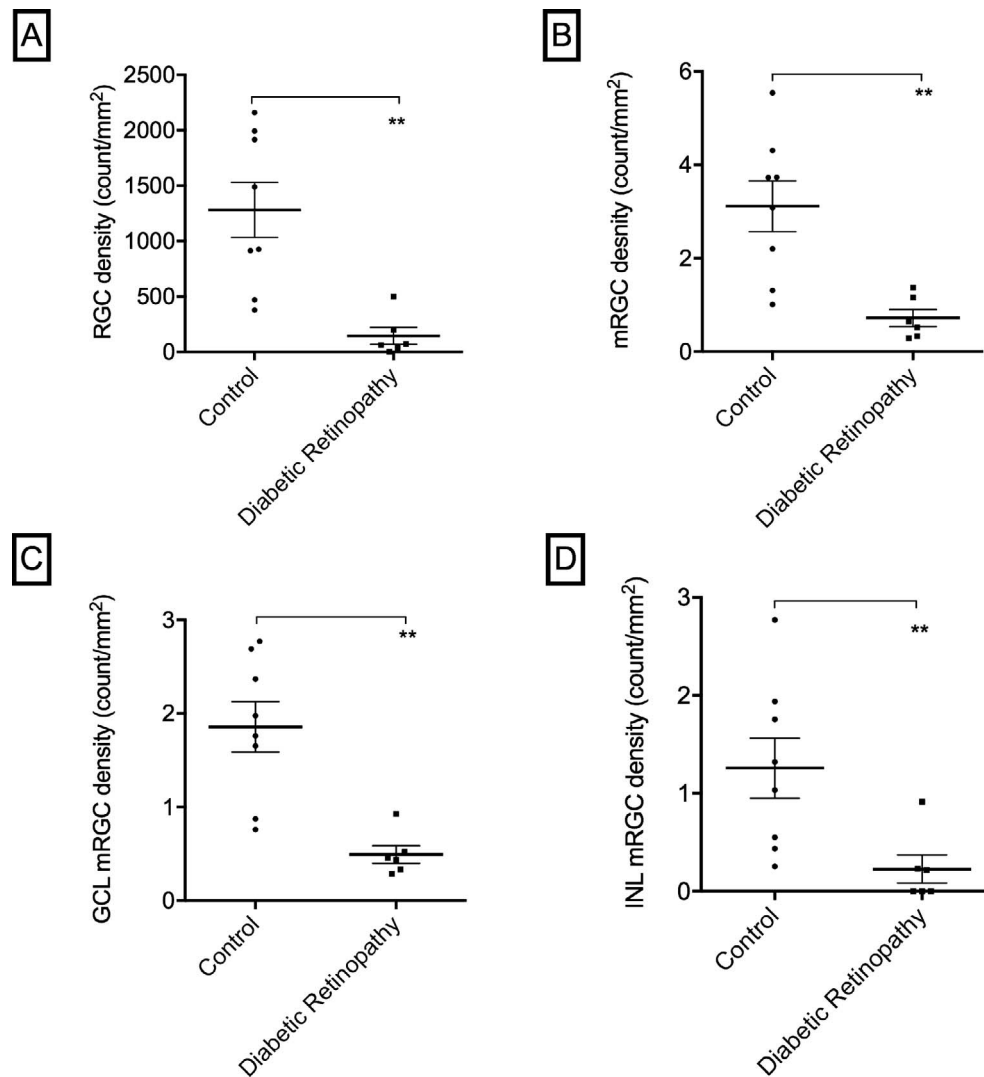 A
RGC density (count/mm²)
2500
2000
1500
1000
500
0
**
Control
Diabetic Retinopathy
B
mRGC desnity (count/mm²)
6
4
2
0
**
Control
Diabetic Retinopathy
C
GCL mRGC density (count/mm²)
3
2
1
0
**
Control
Diabetic Retinopathy
D
INL mRGC density (count/mm²)
3
2
1
0
**
Control
Diabetic Retinopathy